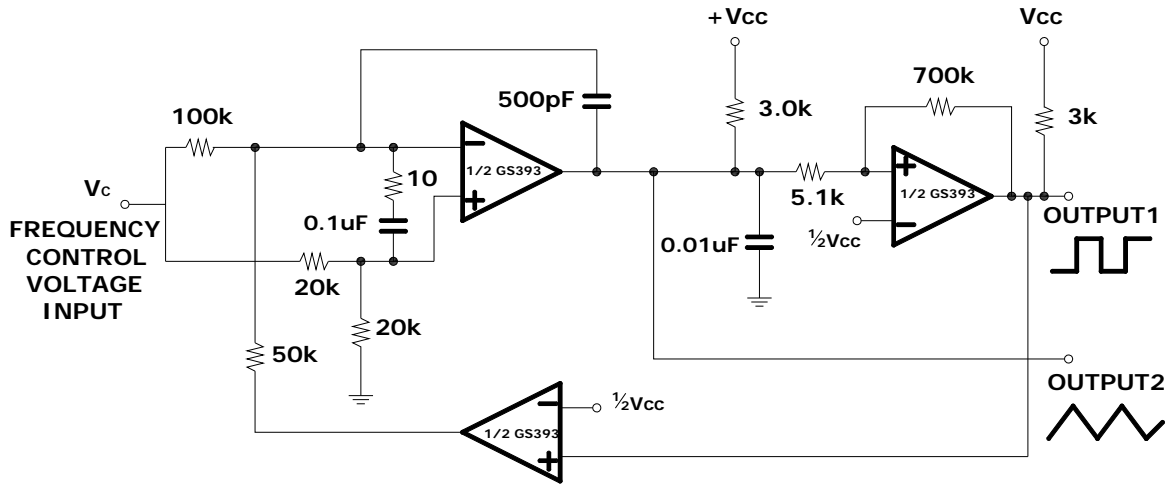 +Vcc
Vcc
700k
500pF
100k
3.0k
3k
−
1/2 GS393
+
10
Vc
5.1k
+
1/2 GS393
−
OUTPUT1
FREQUENCY
CONTROL
VOLTAGE
INPUT
0.1uF
½Vcc
0.01uF
20k
20k
50k
OUTPUT2
−
½Vcc
1/2 GS393
+